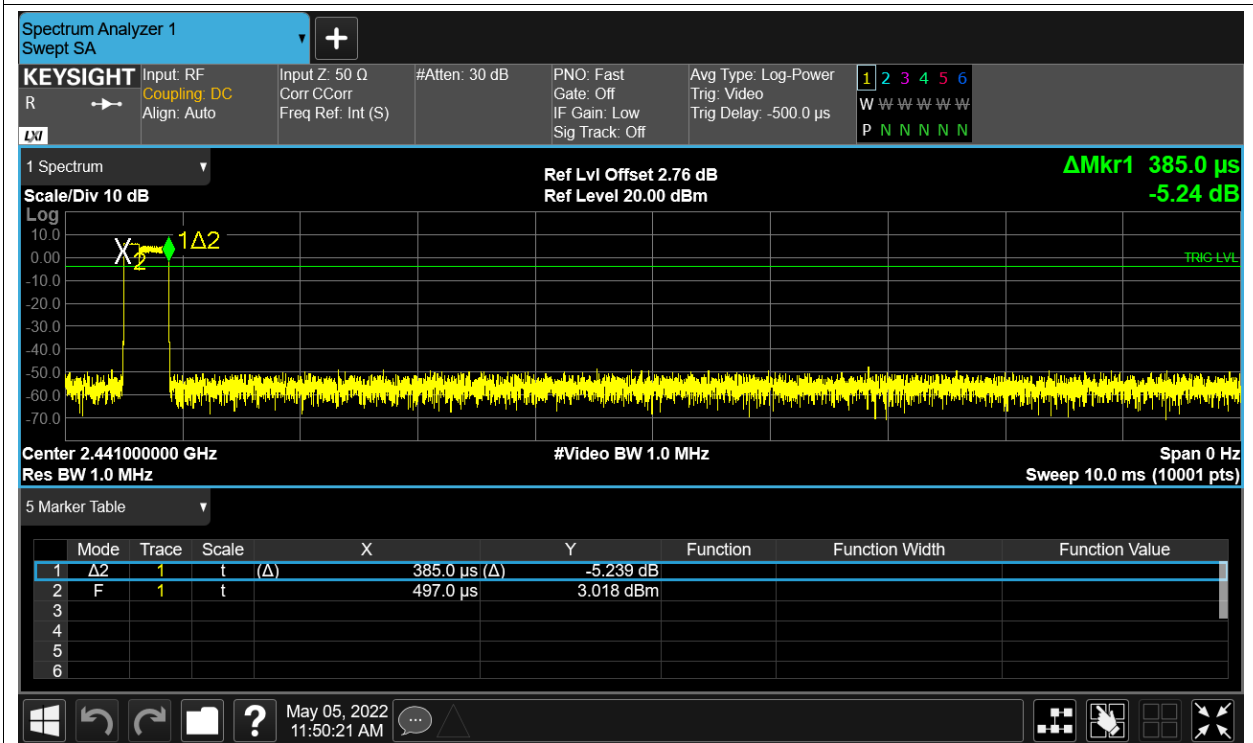 Spectrum Analyzer 1
Swept SA
KEYSIGHT Input: RF Input Z: 50 Ω #Atten: 30 dB PNO: Fast Avg Type: Log-Power 1 2 3 4 5 6
R Coupling: DC Corr CCorr Gate: Off Trig: Video W W W W W W
Align: Auto Freq Ref: Int (S) IF Gain: Low Trig Delay: -500.0 µs
LXI Sig Track: Off P N N N N N
1 Spectrum Ref Lvl Offset 2.76 dB ΔMkr1 385.0 µs
Scale/Div 10 dB Ref Level 20.00 dBm -5.24 dB
Log
10.0
1Δ2
X
2
0.00
TRIG LVL
-10.0
-20.0
-30.0
-40.0
-50.0
-60.0
-70.0
Center 2.441000000 GHz #Video BW 1.0 MHz Span 0 Hz
Res BW 1.0 MHz Sweep 10.0 ms (10001 pts)
5 Marker Table
Mode Trace Scale X Y Function Function Width Function Value
1 Δ2 1 t (Δ) 385.0 µs (Δ) -5.239 dB
2 F 1 t 497.0 µs 3.018 dBm
3
4
5
6
? May 05, 2022
11:50:21 AM